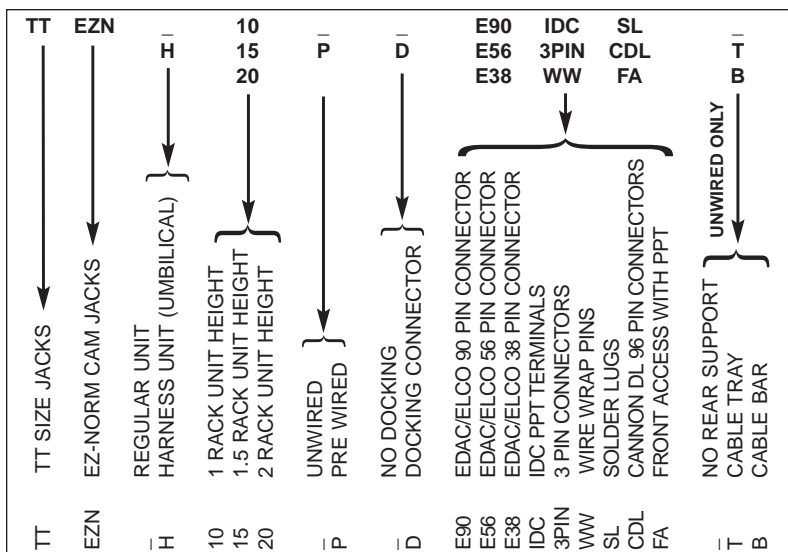 TT EZN _ 10 _ _ E90 IDC SL _
H 15 P D E56 3PIN CDL T
20 E38 WW FA B
UNWIRED ONLY
TT SIZE JACKS
EZ-NORM CAM JACKS
REGULAR UNIT
HARNESS UNIT (UMBILICAL)
1 RACK UNIT HEIGHT
1.5 RACK UNIT HEIGHT
2 RACK UNIT HEIGHT
UNWIRED
PRE WIRED
NO DOCKING
DOCKING CONNECTOR
EDAC/ELCO 90 PIN CONNECTOR
EDAC/ELCO 56 PIN CONNECTOR
EDAC/ELCO 38 PIN CONNECTOR
IDC PPT TERMINALS
3 PIN CONNECTORS
WIRE WRAP PINS
SOLDER LUGS
CANNON DL 96 PIN CONNECTORS
FRONT ACCESS WITH PPT
NO REAR SUPPORT
CABLE TRAY
CABLE BAR
TT
EZN
_
H
10
15
20
_
P
_
D
E90
E56
E38
IDC
3PIN
WW
SL
CDL
FA
_
T
B